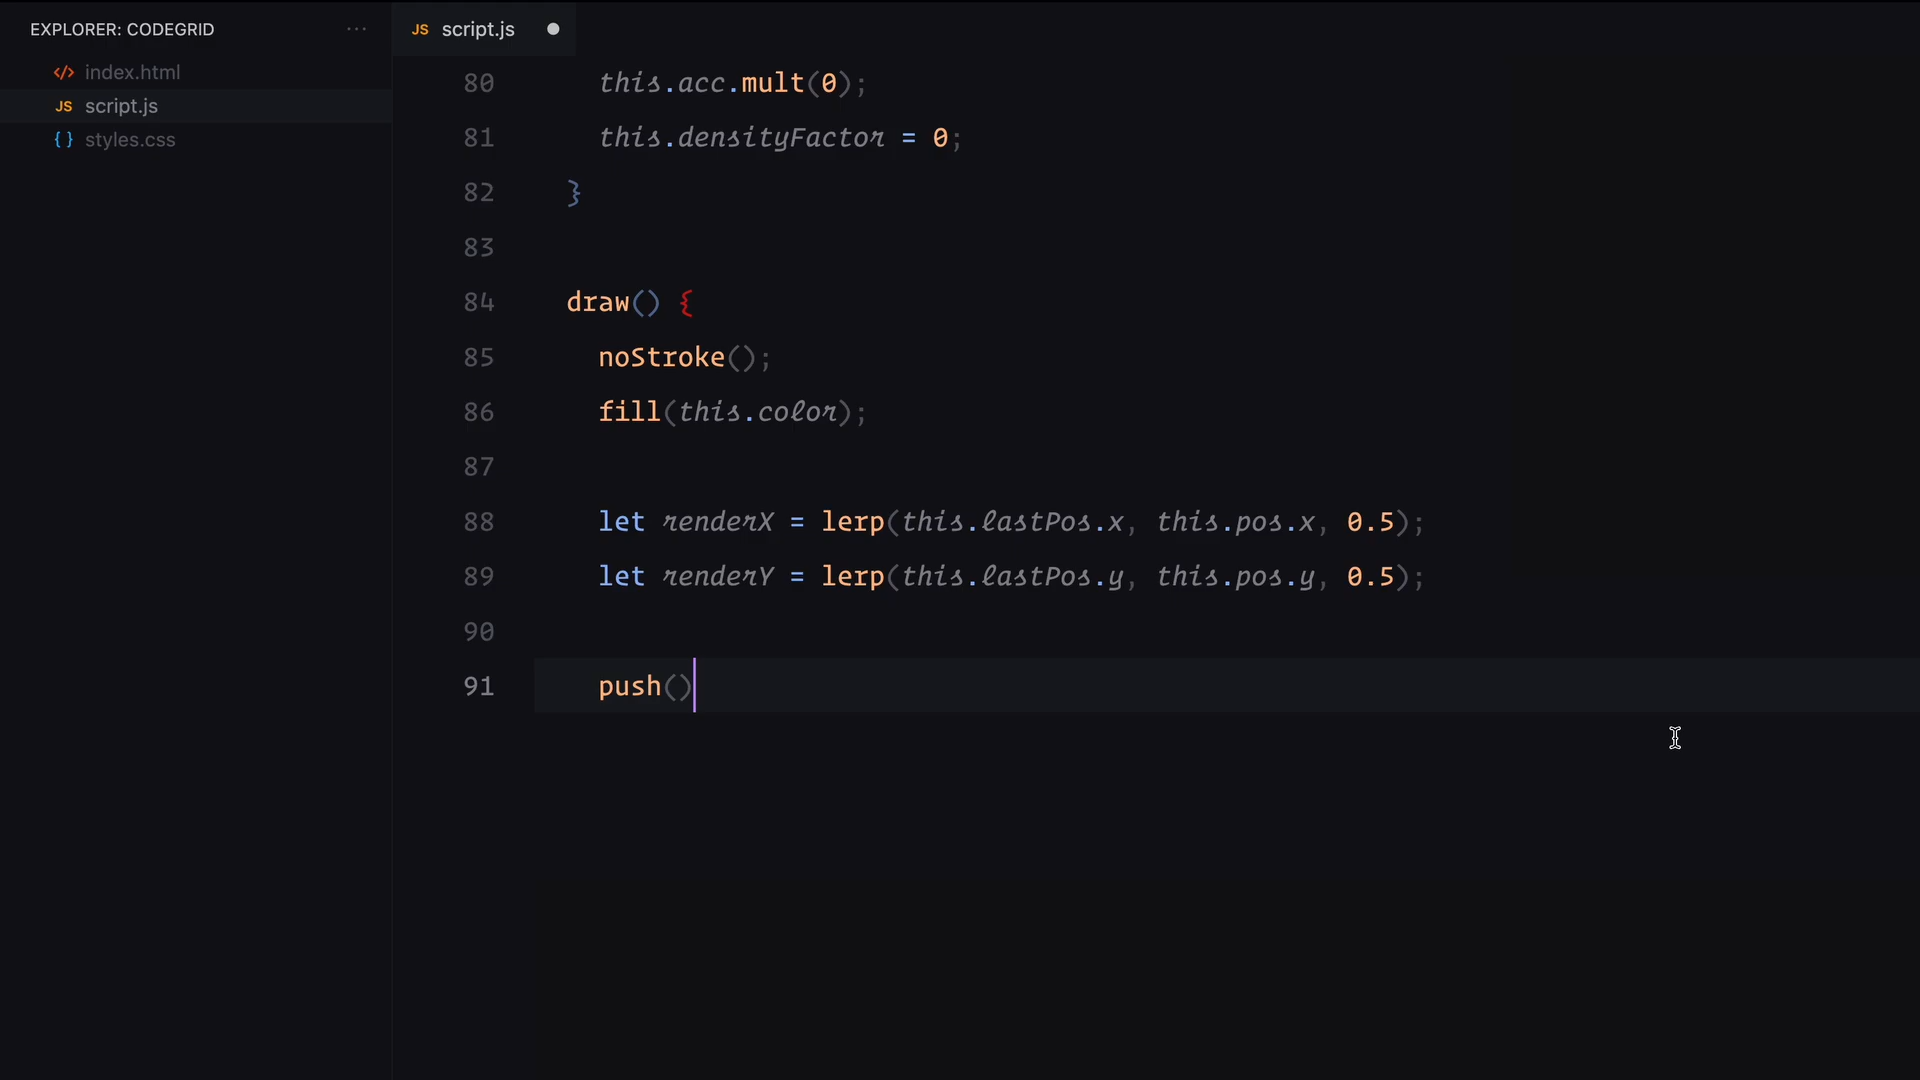 EXPLORER: CODEGRID ...
</> index.html
JS script.js
{ } styles.css
JS script.js
80 this.acc.mult(0);
81 this.densityFactor = 0;
82 }
83
84 draw() {
85 noStroke();
86 fill(this.color);
87
88 let renderX = lerp(this.lastPos.x, this.pos.x, 0.5);
89 let renderY = lerp(this.lastPos.y, this.pos.y, 0.5);
90
91 push()